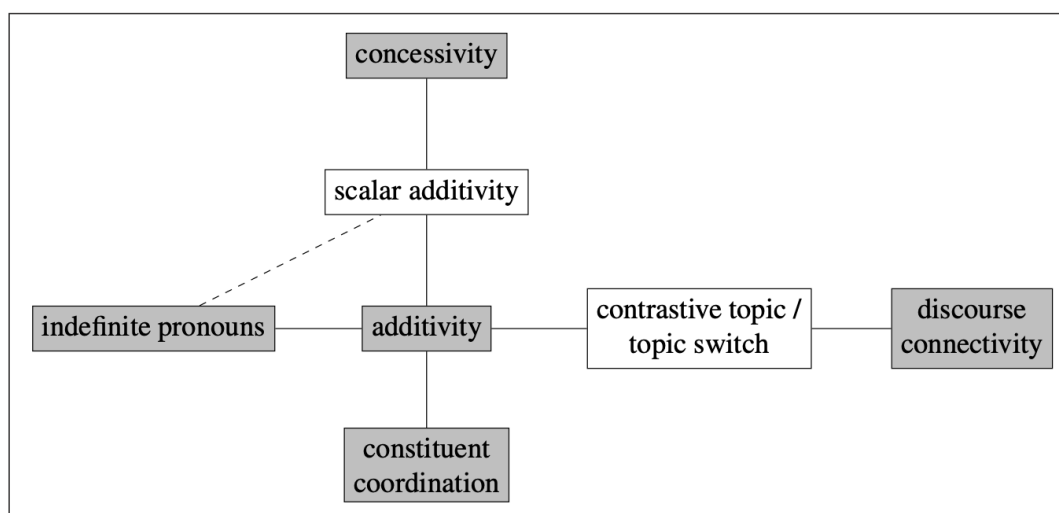 concessivity
scalar additivity
indefinite pronouns
additivity
contrastive topic /
topic switch
discourse
connectivity
constituent
coordination